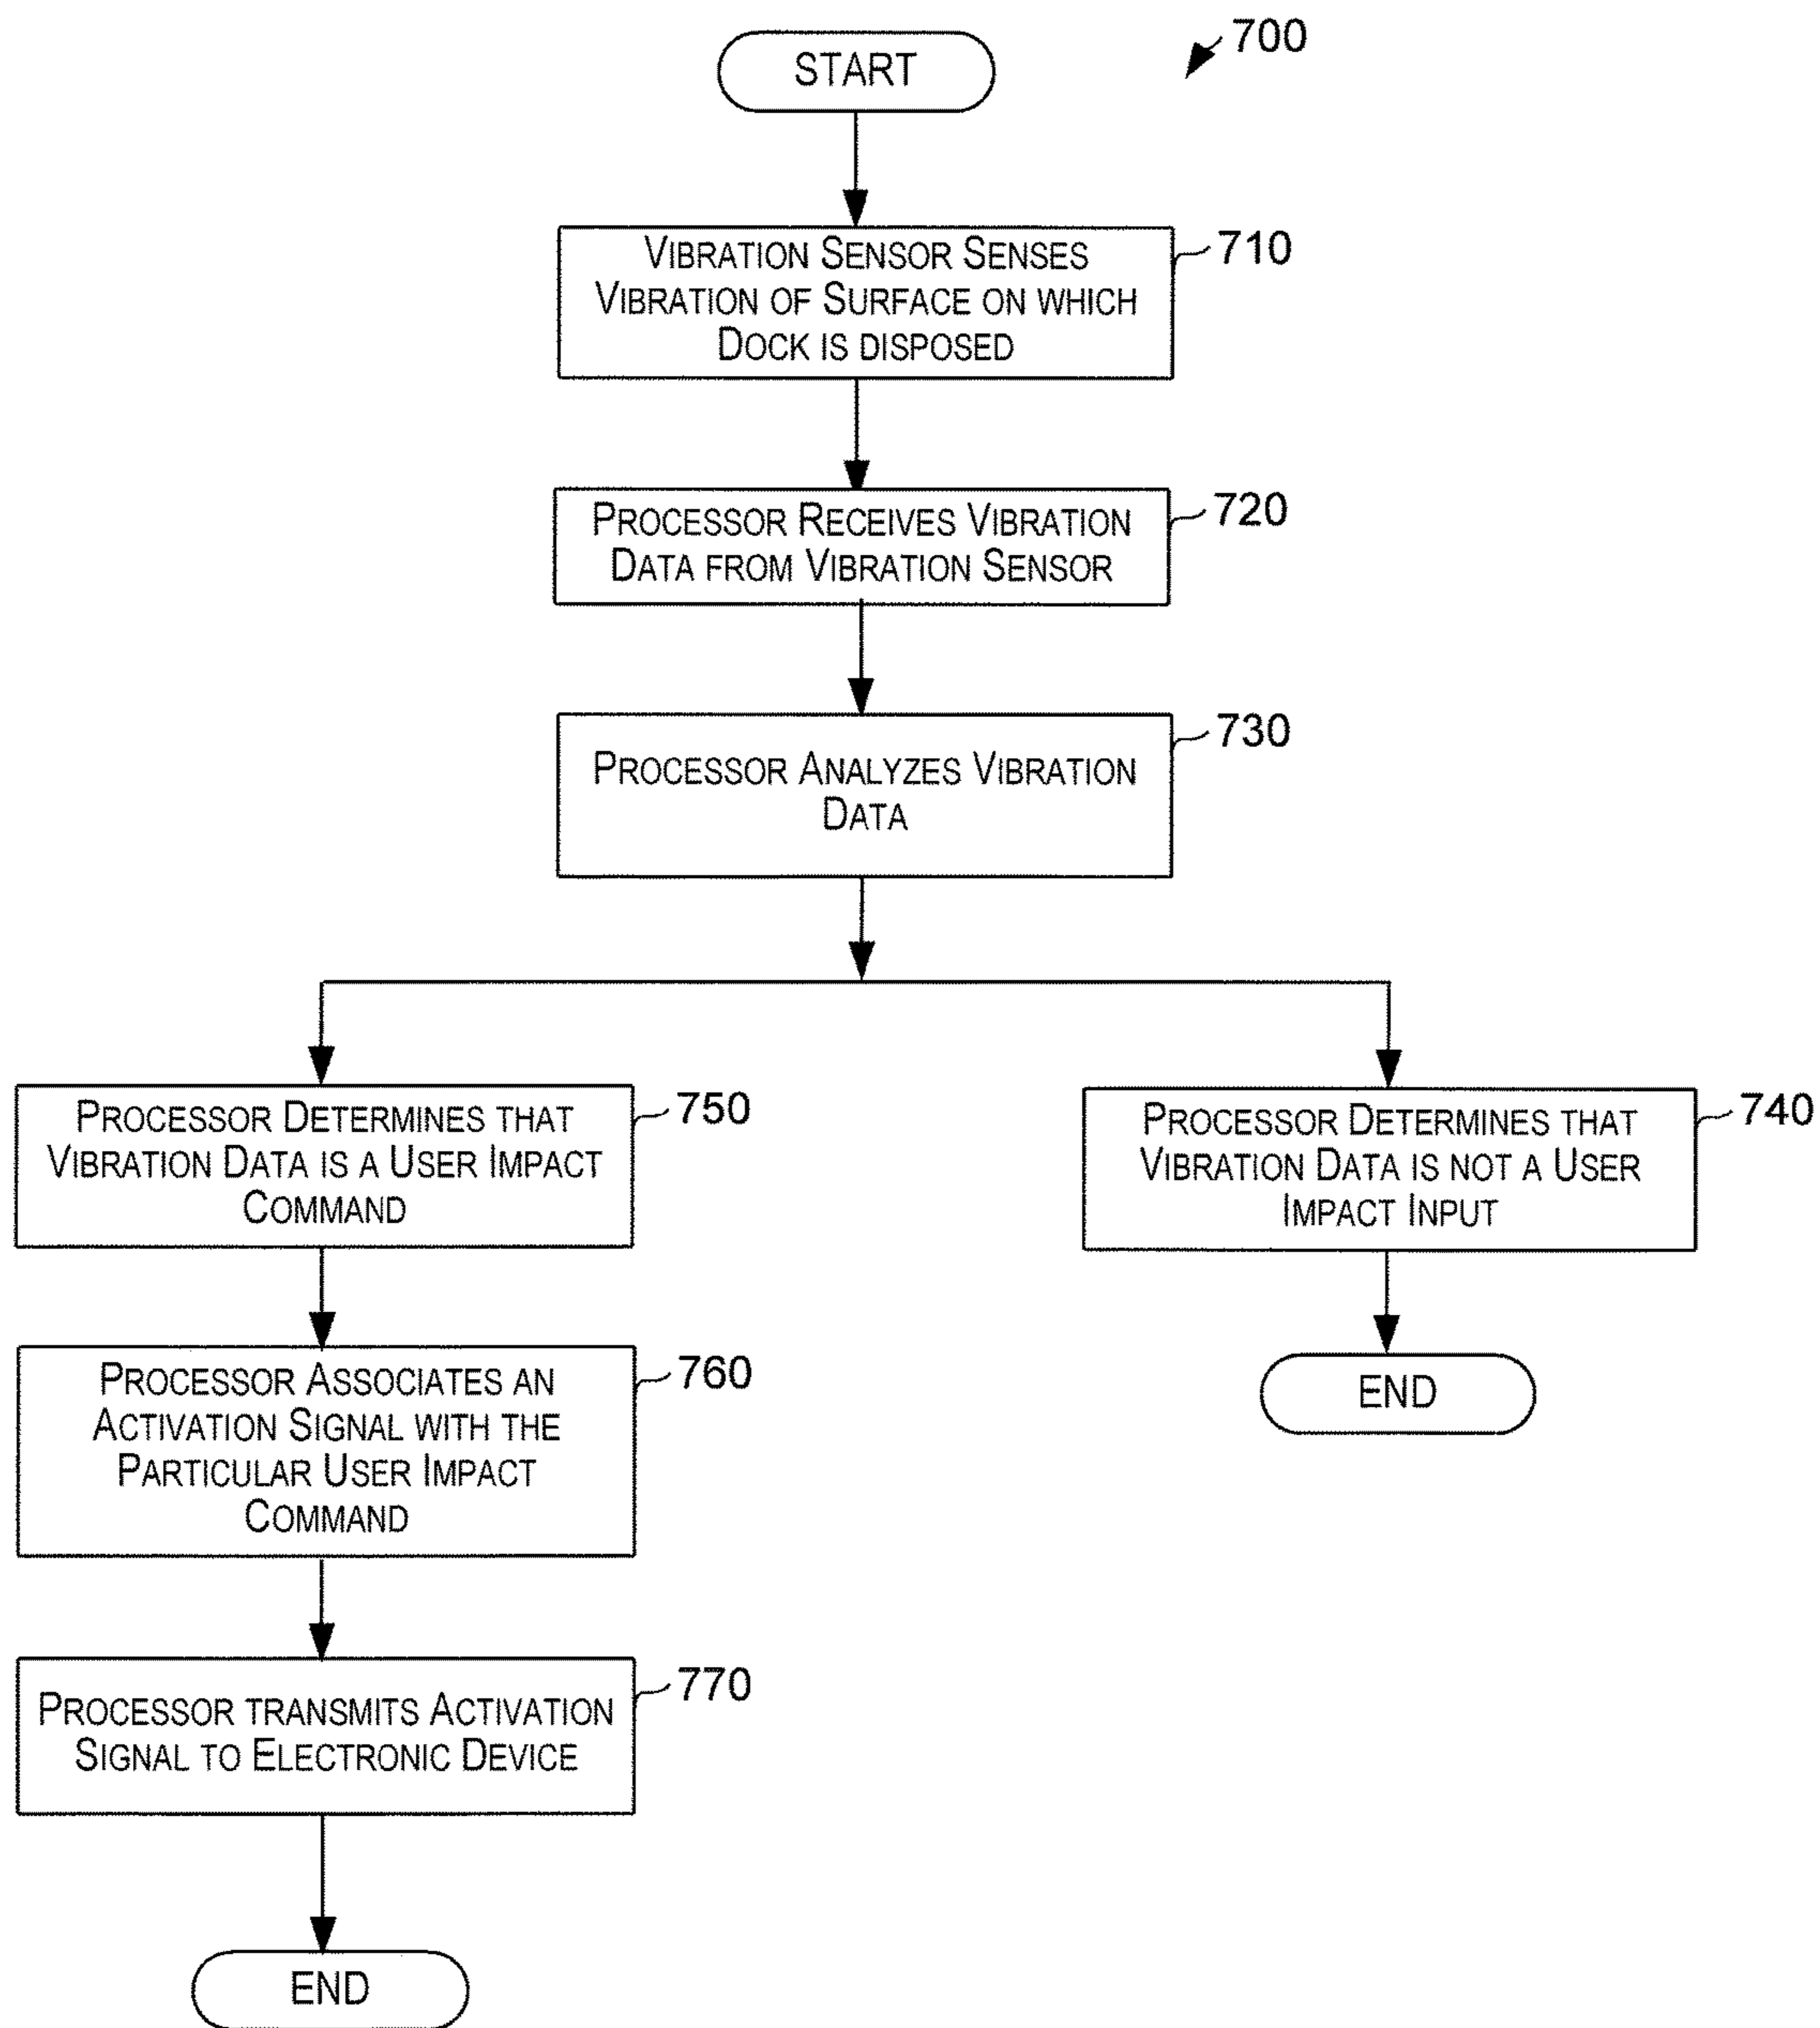 START
700
VIBRATION SENSOR SENSES
VIBRATION OF SURFACE ON WHICH
DOCK IS DISPOSED
710
PROCESSOR RECEIVES VIBRATION
DATA FROM VIBRATION SENSOR
720
PROCESSOR ANALYZES VIBRATION
DATA
730
PROCESSOR DETERMINES THAT
VIBRATION DATA IS A USER IMPACT
COMMAND
750
PROCESSOR DETERMINES THAT
VIBRATION DATA IS NOT A USER
IMPACT INPUT
740
PROCESSOR ASSOCIATES AN
ACTIVATION SIGNAL WITH THE
PARTICULAR USER IMPACT
COMMAND
760
END
PROCESSOR TRANSMITS ACTIVATION
SIGNAL TO ELECTRONIC DEVICE
770
END